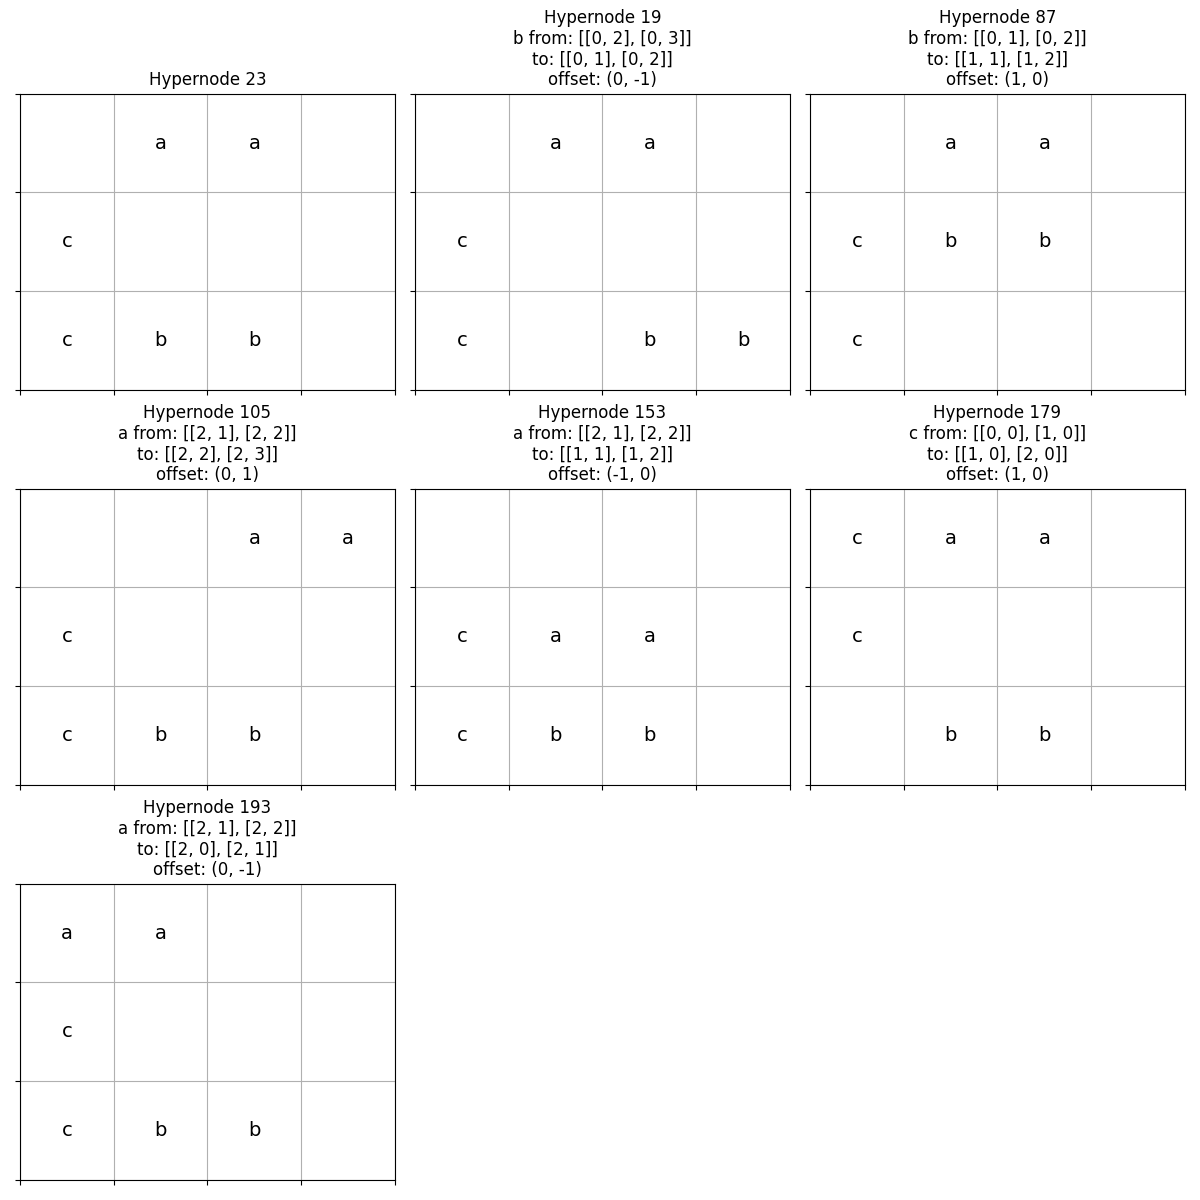 Hypernode 23
a a
c
c b b
Hypernode 19
b from: [[0, 2], [0, 3]]
to: [[0, 1], [0, 2]]
offset: (0, -1)
a a
c
c b b
Hypernode 87
b from: [[0, 1], [0, 2]]
to: [[1, 1], [1, 2]]
offset: (1, 0)
a a
c b b
c
Hypernode 105
a from: [[2, 1], [2, 2]]
to: [[2, 2], [2, 3]]
offset: (0, 1)
a a
c
c b b
Hypernode 153
a from: [[2, 1], [2, 2]]
to: [[1, 1], [1, 2]]
offset: (-1, 0)
c a a
c b b
Hypernode 179
c from: [[0, 0], [1, 0]]
to: [[1, 0], [2, 0]]
offset: (1, 0)
c a a
c
b b
Hypernode 193
a from: [[2, 1], [2, 2]]
to: [[2, 0], [2, 1]]
offset: (0, -1)
a a
c
c b b